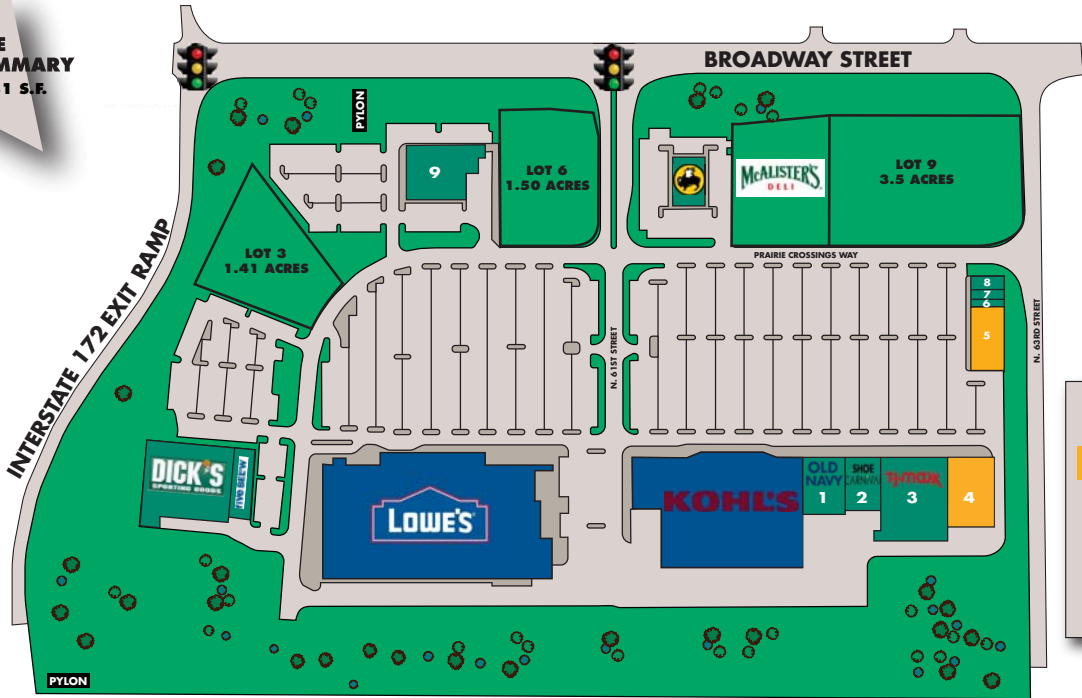 E
MMARY
1 S.F.
BROADWAY STREET
PYLON
9
LOT 6
1.50 ACRES
McALISTER'S
DELI
LOT 9
3.5 ACRES
LOT 3
1.41 ACRES
PRAIRIE CROSSINGS WAY
INTERSTATE 172 EXIT RAMP
N. 61ST STREET
N. 63RD STREET
8
7
6
5
DICK'S
SPORTING GOODS
LOWE'S
KOHL'S
OLD
NAVY
1
SHOE
CARNIVAL
2
TJ-maxx
3
4
PYLON